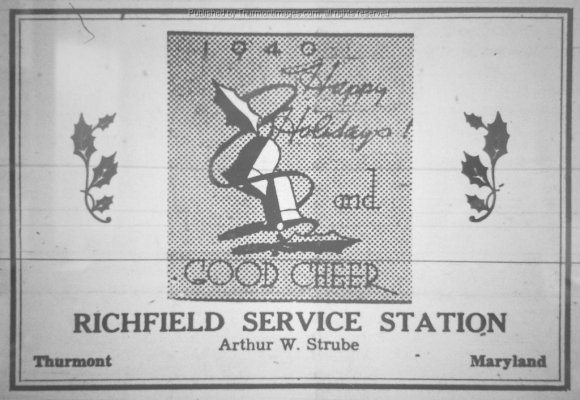 Published by Thurmontimages.com, all rights reserved
1940
Happy
Holidays!
and
GOOD CHEER
RICHFIELD SERVICE STATION
Arthur W. Strube
Thurmont Maryland